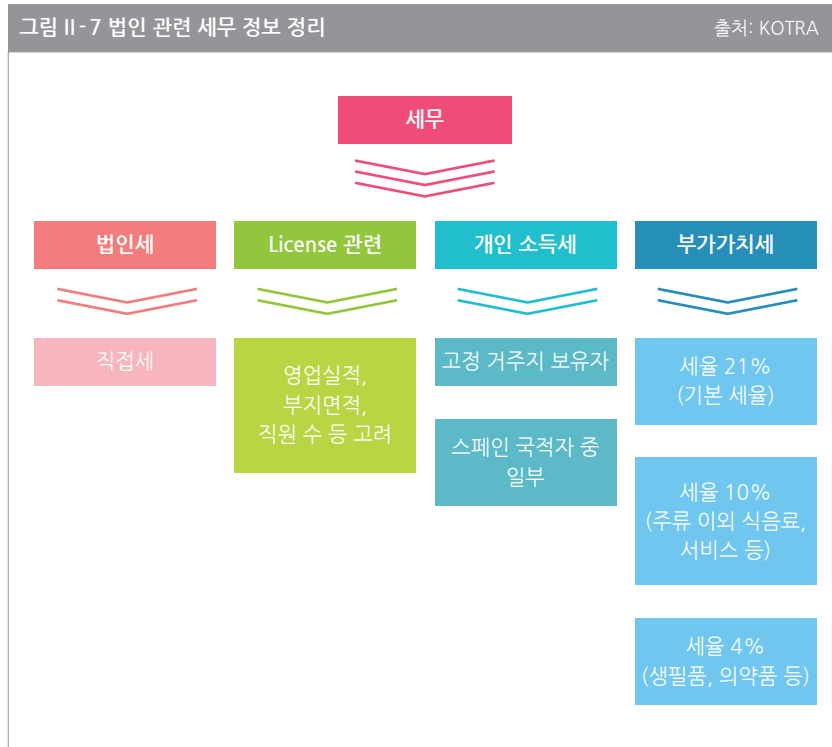 그림 II-7 법인 관련 세무 정보 정리
출처: KOTRA
세무
법인세
License 관련
개인 소득세
부가가치세
직접세
영업실적,
부지면적,
직원 수 등 고려
고정 거주지 보유자
스페인 국적자 중
일부
세율 21%
(기본 세율)
세율 10%
(주류 이외 식음료,
서비스 등)
세율 4%
(생필품, 의약품 등)